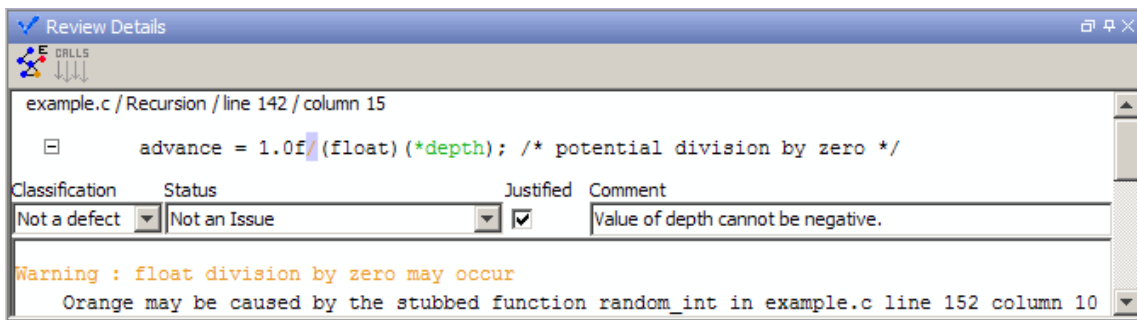 Review Details
E CALLS
example.c / Recursion / line 142 / column 15
advance = 1.0f/(float)(*depth); /* potential division by zero */
Classification Status Justified Comment
Not a defect Not an Issue Value of depth cannot be negative.
Warning : float division by zero may occur
Orange may be caused by the stubbed function random_int in example.c line 152 column 10